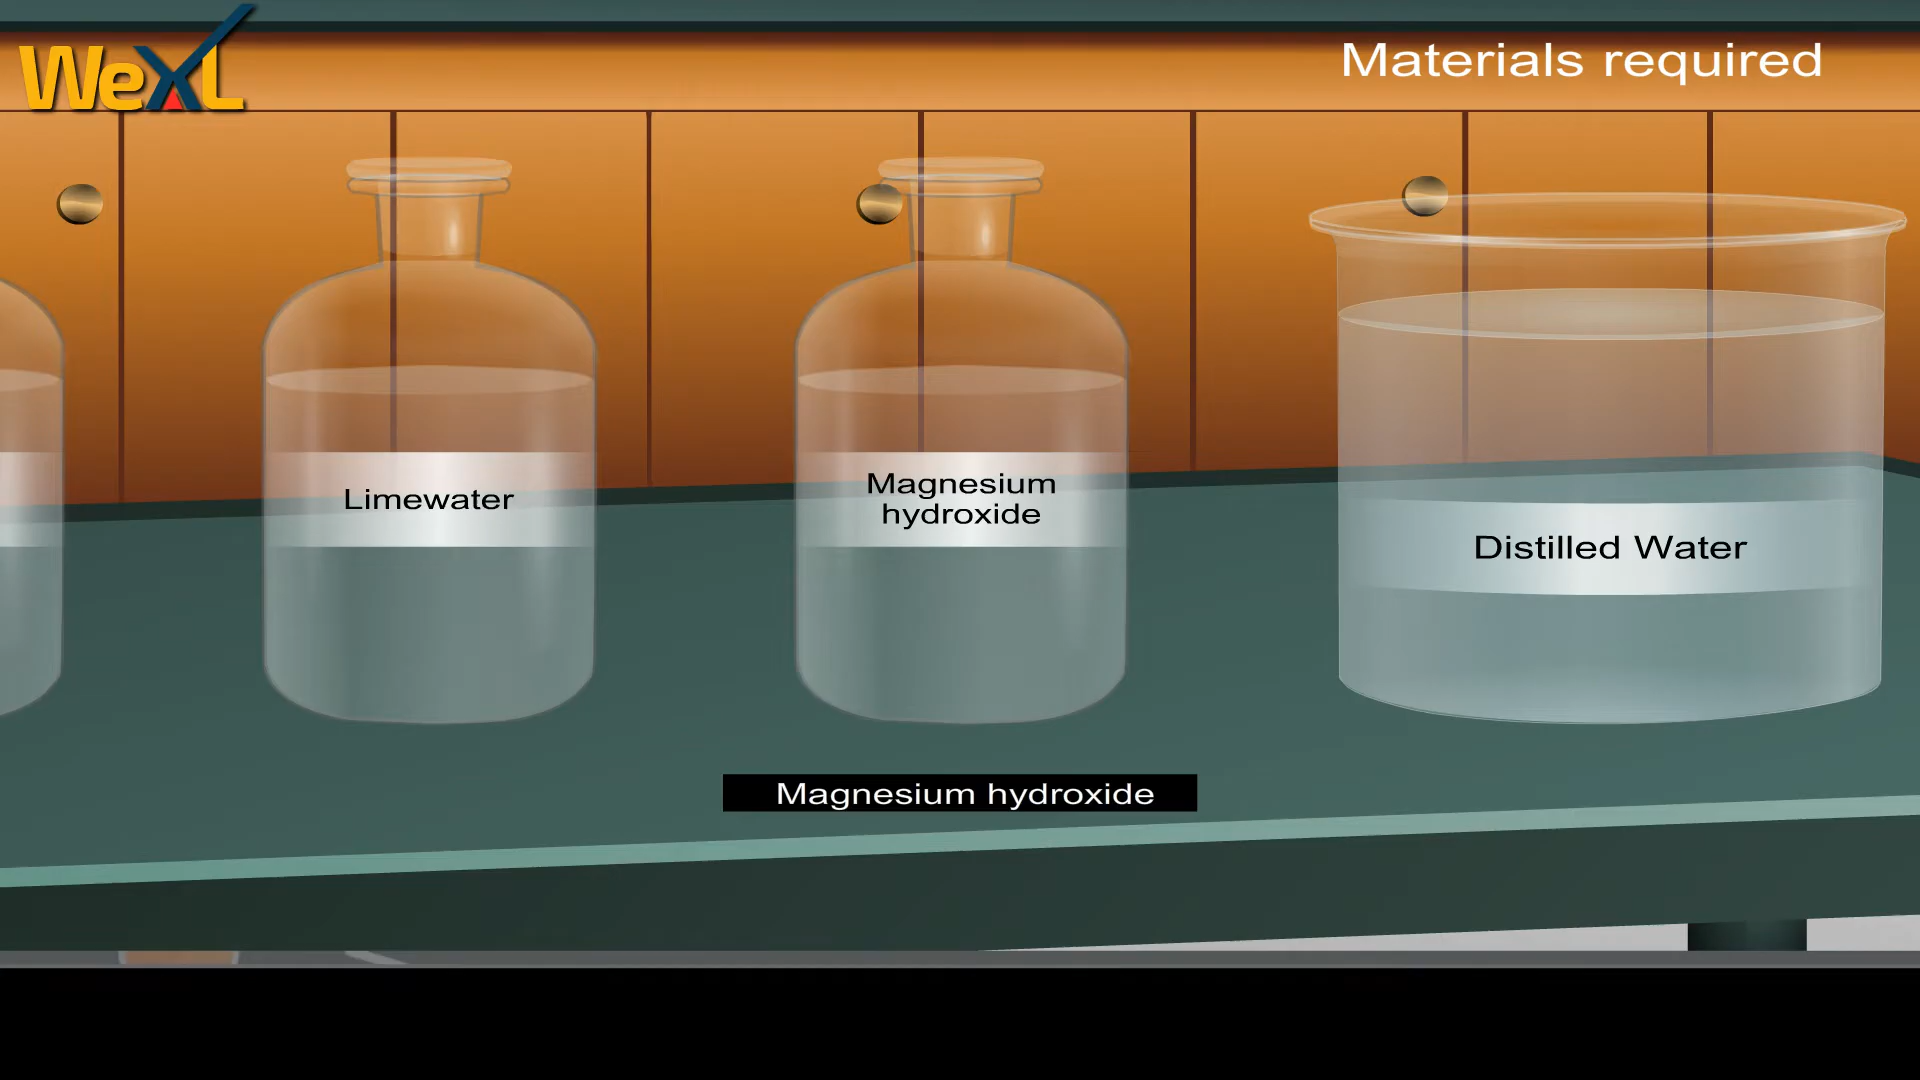 WeXL
Materials required
Limewater
Magnesium
hydroxide
Distilled Water
Magnesium hydroxide